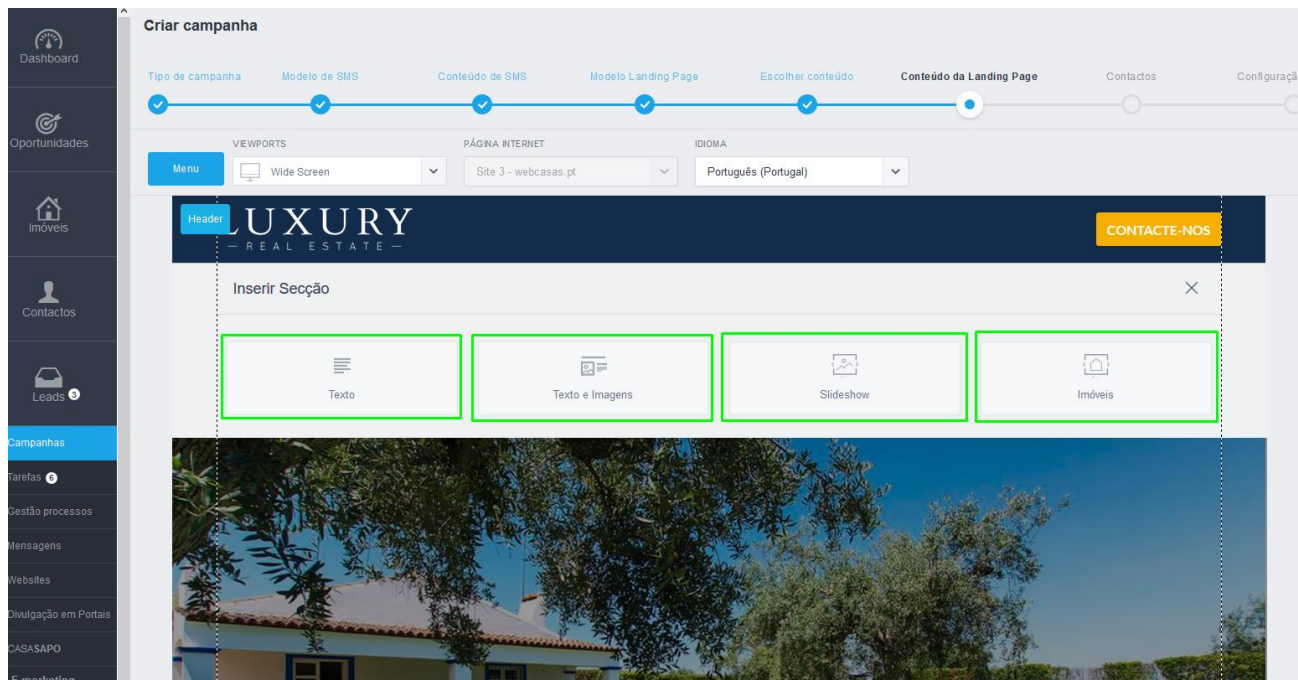 Criar campanha
Dashboard
Tipo de campanha
Modelo de SMS
Conteúdo de SMS
Modelo Landing Page
Escolher conteúdo
Conteúdo da Landing Page
Contactos
Configuraçã
Oportunidades
VIEWPORTS
PÁGINA INTERNET
IDIOMA
Menu
Wide Screen
Site 3 - webcasas.pt
Português (Portugal)
Imóveis
Header
LUXURY
REAL ESTATE
CONTACTE-NOS
Inserir Secção
Contactos
Texto
Texto e Imagens
Slideshow
Imóveis
Leads 3
Campanhas
Tarefas 6
Gestão processos
Mensagens
Websites
Divulgação em Portais
CASASAPO
E-marketing